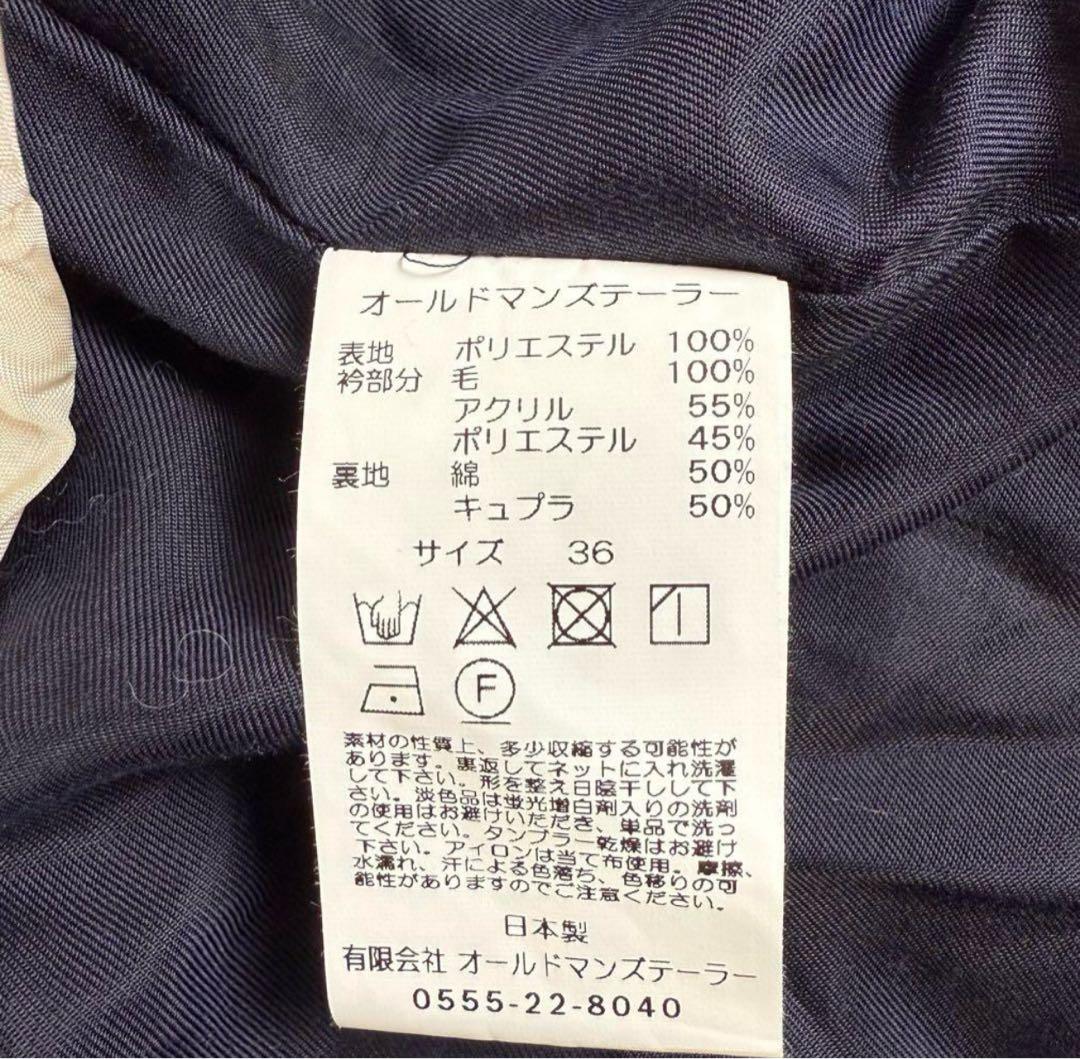 オールドマンズテーラー
表地 ポリエステル 100%
衿部分 毛 100%
アクリル 55%
ポリエステル 45%
裏地 綿 50%
キュプラ 50%
サイズ 36
F
素材の性質上、多少収縮する可能性が
あります。裏返してネットに入れ洗濯
して下さい。形を整え日陰干しして下
さい。淡色品は蛍光増白剤入りの洗剤
の使用はお避けいただき、単品で洗っ
てください。タンブラー乾燥はお避け
下さい。アイロンは当て布使用。摩擦、
水濡れ、汗による色落ち、色移りの可
能性がありますのでご注意ください。
日本製
有限会社 オールドマンズテーラー
0555-22-8040